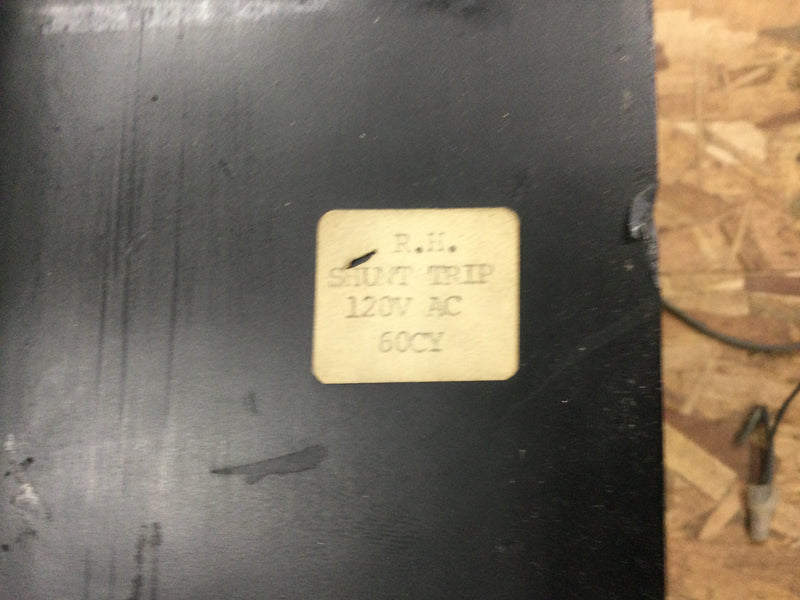 R.H.
SHUNT TRIP
120V AC
60CY